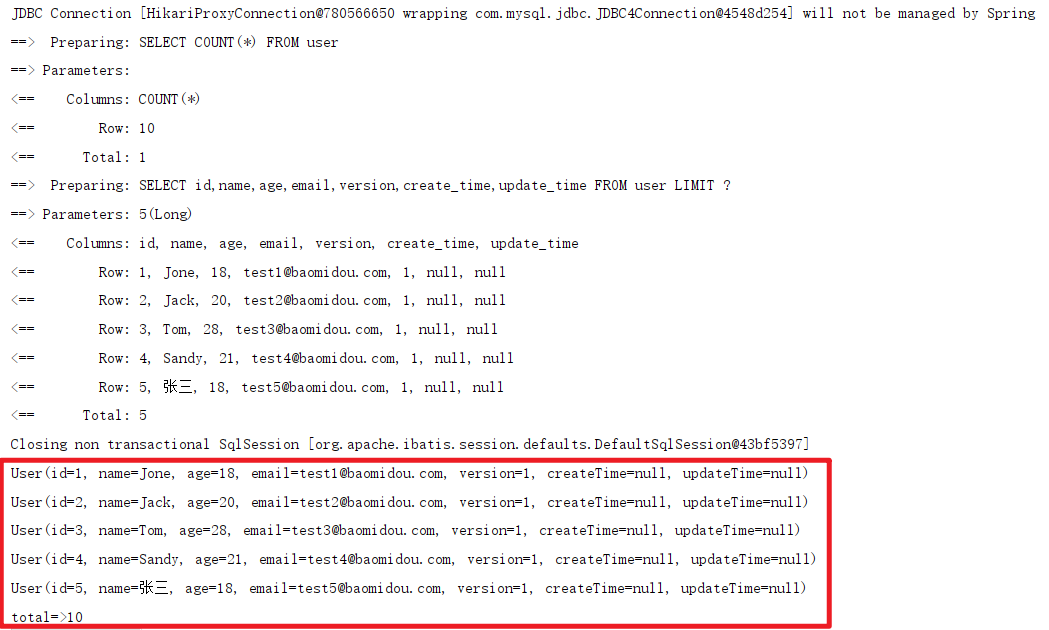 JDBC Connection [HikariProxyConnection@780566650 wrapping com.mysql.jdbc.JDBC4Connection@4548d254] will not be managed by Spring
==>  Preparing: SELECT COUNT(*) FROM user
==> Parameters:
<==    Columns: COUNT(*)
<==        Row: 10
<==      Total: 1
==>  Preparing: SELECT id,name,age,email,version,create_time,update_time FROM user LIMIT ?
==> Parameters: 5(Long)
<==    Columns: id, name, age, email, version, create_time, update_time
<==        Row: 1, Jone, 18, test1@baomidou.com, 1, null, null
<==        Row: 2, Jack, 20, test2@baomidou.com, 1, null, null
<==        Row: 3, Tom, 28, test3@baomidou.com, 1, null, null
<==        Row: 4, Sandy, 21, test4@baomidou.com, 1, null, null
<==        Row: 5, 张三, 18, test5@baomidou.com, 1, null, null
<==      Total: 5
Closing non transactional SqlSession [org.apache.ibatis.session.defaults.DefaultSqlSession@43bf5397]
User(id=1, name=Jone, age=18, email=test1@baomidou.com, version=1, createTime=null, updateTime=null)
User(id=2, name=Jack, age=20, email=test2@baomidou.com, version=1, createTime=null, updateTime=null)
User(id=3, name=Tom, age=28, email=test3@baomidou.com, version=1, createTime=null, updateTime=null)
User(id=4, name=Sandy, age=21, email=test4@baomidou.com, version=1, createTime=null, updateTime=null)
User(id=5, name=张三, age=18, email=test5@baomidou.com, version=1, createTime=null, updateTime=null)
total=>10